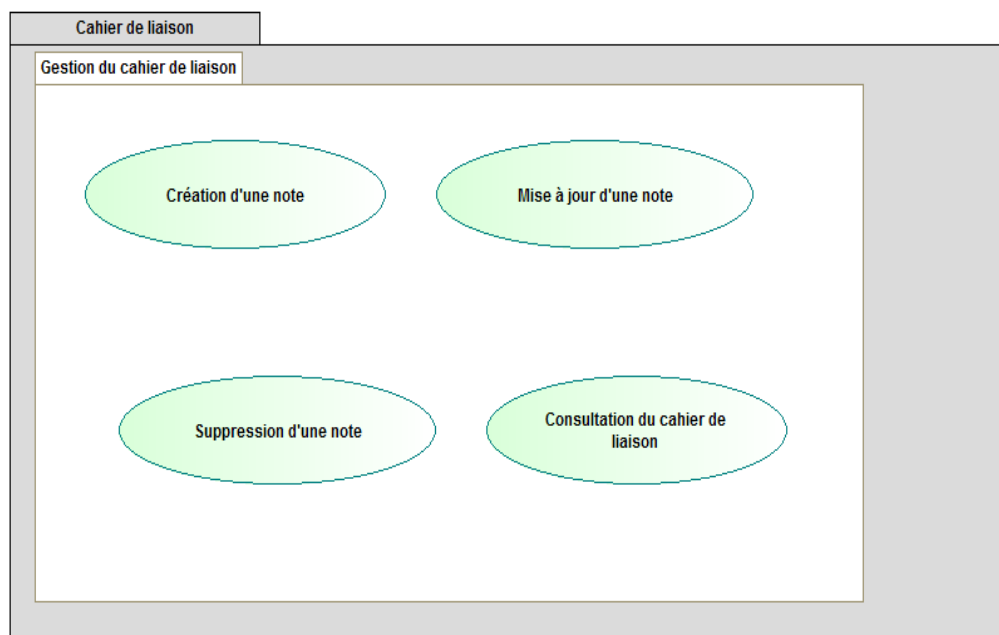 Cahier de liaison
Gestion du cahier de liaison
Création d'une note
Mise à jour d'une note
Suppression d'une note
Consultation du cahier de
liaison